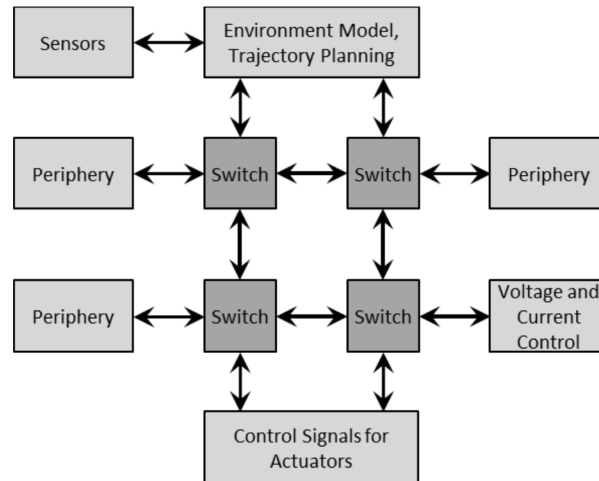 Sensors
Environment Model,
Trajectory Planning
Periphery
Switch
Switch
Periphery
Periphery
Switch
Switch
Voltage and
Current
Control
Control Signals for
Actuators